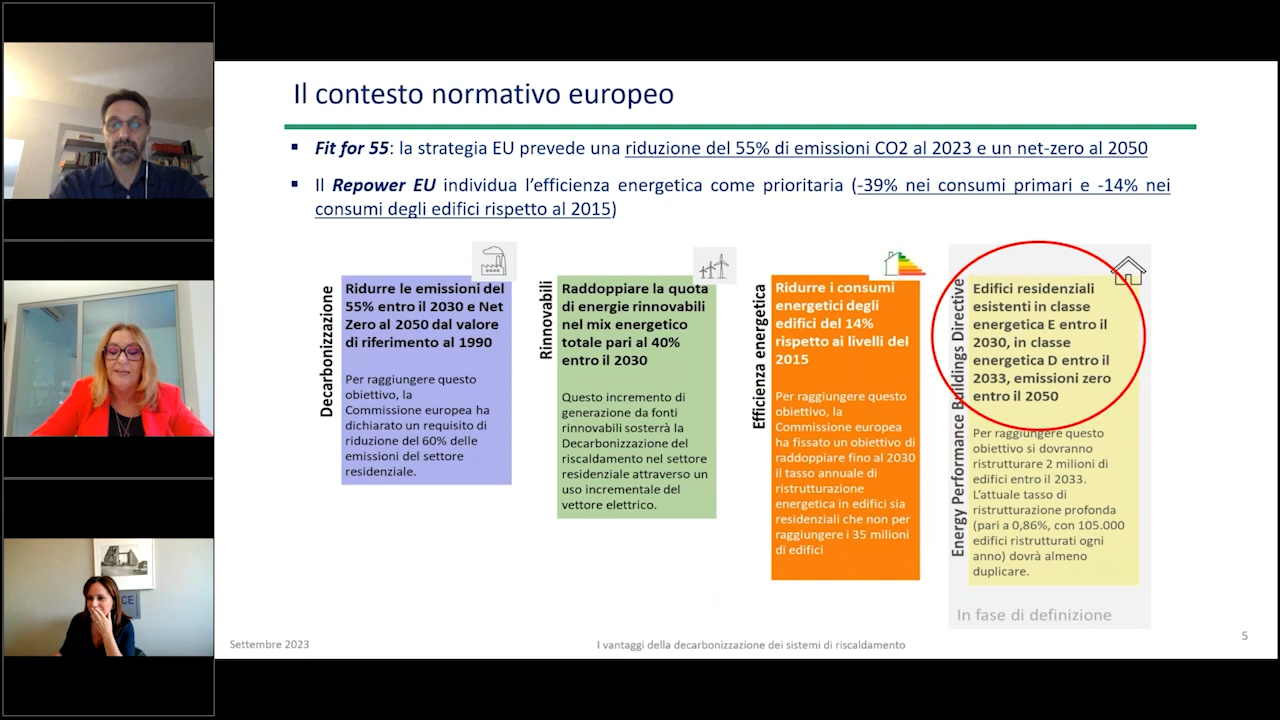 Il contesto normativo europeo
▪ Fit for 55: la strategia EU prevede una riduzione del 55% di emissioni CO2 al 2023 e un net-zero al 2050
▪ Il Repower EU individua l'efficienza energetica come prioritaria (-39% nei consumi primari e -14% nei
consumi degli edifici rispetto al 2015)
Decarbonizzazione
Ridurre le emissioni del
55% entro il 2030 e Net
Zero al 2050 dal valore
di riferimento al 1990
Per raggiungere questo
obiettivo, la
Commissione europea ha
dichiarato un requisito di
riduzione del 60% delle
emissioni del settore
residenziale.
Rinnovabili
Raddoppiare la quota
di energie rinnovabili
nel mix energetico
totale pari al 40%
entro il 2030
Questo incremento di
generazione da fonti
rinnovabili sosterrà la
Decarbonizzazione del
riscaldamento nel settore
residenziale attraverso un
uso incrementale del
vettore elettrico.
Efficienza energetica
Ridurre i consumi
energetici degli
edifici del 14%
rispetto ai livelli del
2015
Per raggiungere questo
obiettivo, la
Commissione europea
ha fissato un obiettivo di
raddoppiare fino al 2030
il tasso annuale di
ristrutturazione
energetica in edifici sia
residenziali che non per
raggiungere i 35 milioni
di edifici
Energy Performance Buildings Directive
Edifici residenziali
esistenti in classe
energetica E entro il
2030, in classe
energetica D entro il
2033, emissioni zero
entro il 2050
Per raggiungere questo
obiettivo si dovranno
ristrutturare 2 milioni di
edifici entro il 2033.
L'attuale tasso di
ristrutturazione profonda
(pari a 0,86%, con 105.000
edifici ristrutturati ogni
anno) dovrà almeno
duplicare.
In fase di definizione
Settembre 2023
I vantaggi della decarbonizzazione dei sistemi di riscaldamento
5
CE